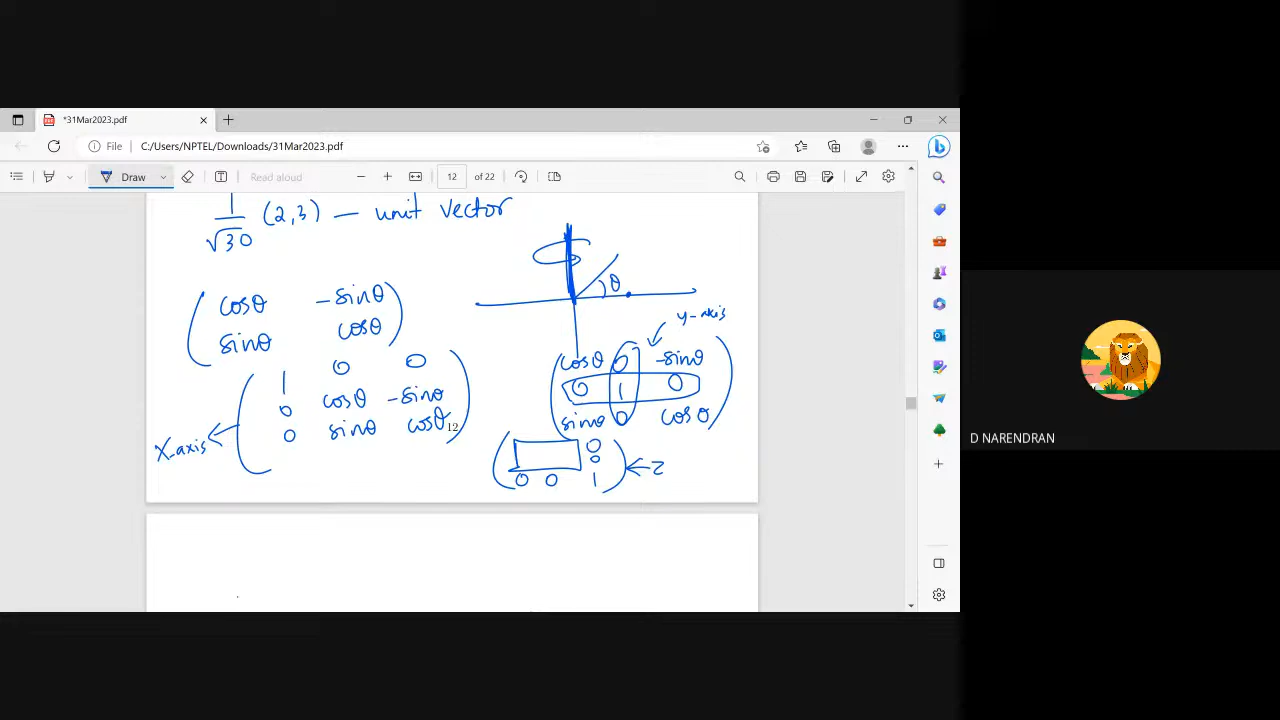 *31Mar2023.pdf
File C:/Users/NPTEL/Downloads/31Mar2023.pdf
Draw Read aloud 12 of 22
1
√30 (2,3) — unit vector
θ
cosθ -sinθ
sinθ cosθ
y-axis
1 0 0
0 cosθ -sinθ
0 sinθ cosθ
X-axis
12
cosθ 0 -sinθ
0 1 0
sinθ 0 cosθ
0
0
0 0 1
Z
D NARENDRAN